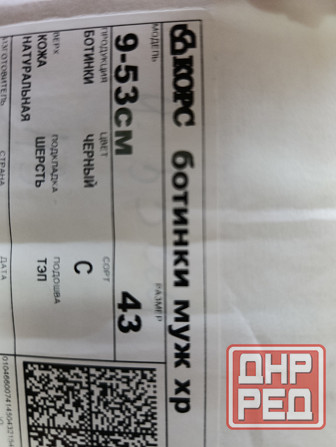 КОРС ботинки муж хр
МОДЕЛЬ РАЗМЕР
9-53СМ 43
ПРОДУКЦИЯ ЦВЕТ СОРТ
БОТИНКИ ЧЕРНЫЙ С
ВЕРХ ПОДКЛАДКА ПОДОШВА
КОЖА ШЕРСТЬ ТЭП
НАТУРАЛЬНАЯ
ИЗГОТОВИТЕЛЬ СТРАНА ДАТА
ДНР
РЕД